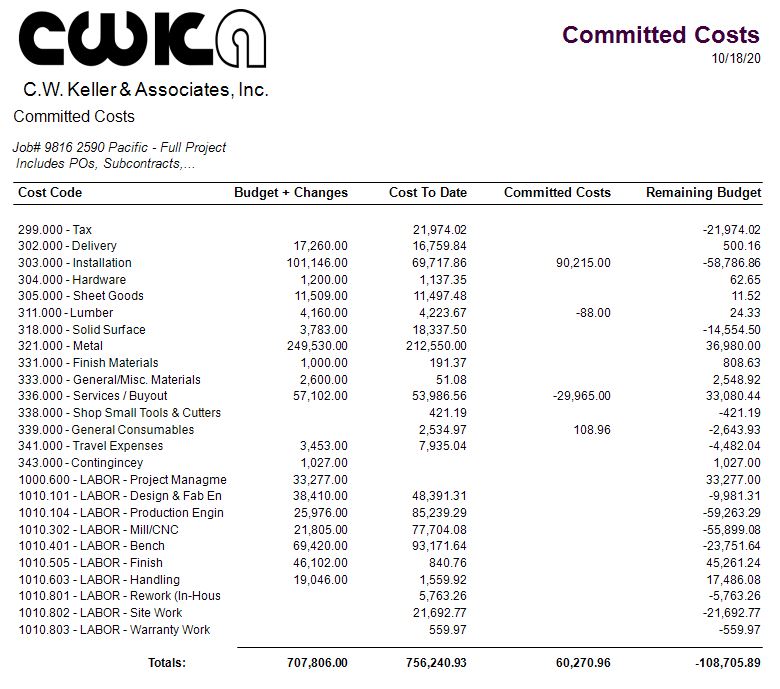 CWKA
Committed Costs
10/18/20
C.W. Keller & Associates, Inc.
Committed Costs
Job# 9816 2590 Pacific - Full Project
Includes POs, Subcontracts,...
Cost Code Budget + Changes Cost To Date Committed Costs Remaining Budget
299.000 - Tax 21,974.02 -21,974.02
302.000 - Delivery 17,260.00 16,759.84 500.16
303.000 - Installation 101,146.00 69,717.86 90,215.00 -58,786.86
304.000 - Hardware 1,200.00 1,137.35 62.65
305.000 - Sheet Goods 11,509.00 11,497.48 11.52
311.000 - Lumber 4,160.00 4,223.67 -88.00 24.33
318.000 - Solid Surface 3,783.00 18,337.50 -14,554.50
321.000 - Metal 249,530.00 212,550.00 36,980.00
331.000 - Finish Materials 1,000.00 191.37 808.63
333.000 - General/Misc. Materials 2,600.00 51.08 2,548.92
336.000 - Services / Buyout 57,102.00 53,986.56 -29,965.00 33,080.44
338.000 - Shop Small Tools & Cutters 421.19 -421.19
339.000 - General Consumables 2,534.97 108.96 -2,643.93
341.000 - Travel Expenses 3,453.00 7,935.04 -4,482.04
343.000 - Contingincey 1,027.00 1,027.00
1000.600 - LABOR - Project Managme 33,277.00 33,277.00
1010.101 - LABOR - Design & Fab En 38,410.00 48,391.31 -9,981.31
1010.104 - LABOR - Production Engin 25,976.00 85,239.29 -59,263.29
1010.302 - LABOR - Mill/CNC 21,805.00 77,704.08 -55,899.08
1010.401 - LABOR - Bench 69,420.00 93,171.64 -23,751.64
1010.505 - LABOR - Finish 46,102.00 840.76 45,261.24
1010.603 - LABOR - Handling 19,046.00 1,559.92 17,486.08
1010.801 - LABOR - Rework (In-Hous 5,763.26 -5,763.26
1010.802 - LABOR - Site Work 21,692.77 -21,692.77
1010.803 - LABOR - Warranty Work 559.97 -559.97
Totals: 707,806.00 756,240.93 60,270.96 -108,705.89